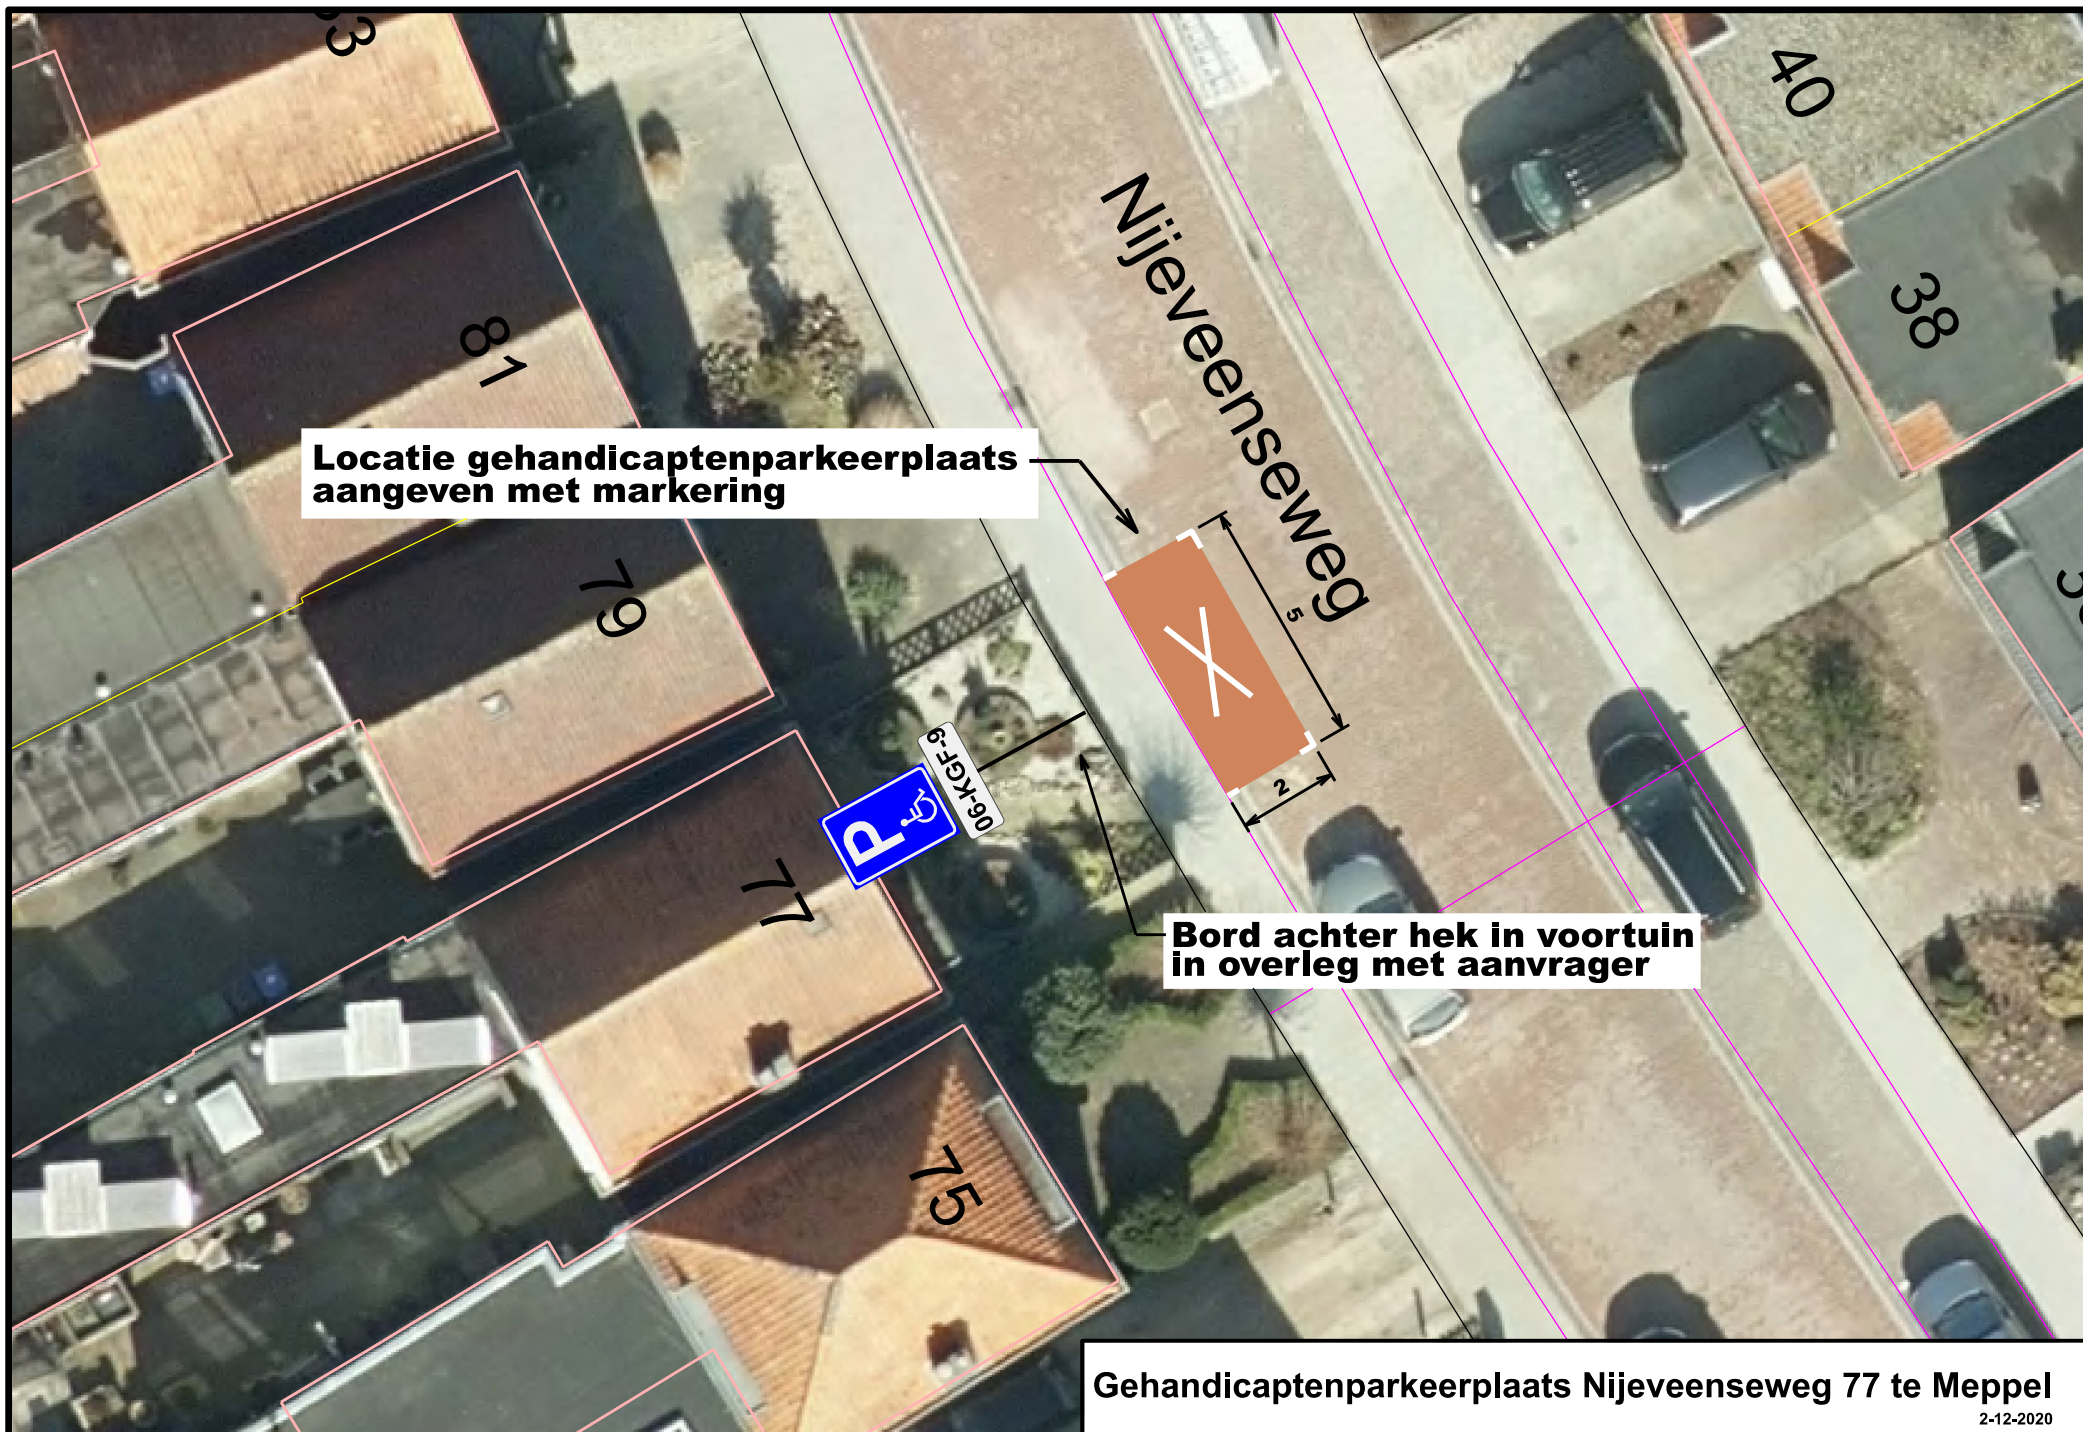 40
Nijeveenseweg
38
81
Locatie gehandicaptenparkeerplaats
aangeven met markering
79
5
2
06-KGF-9
P
77
Bord achter hek in voortuin
in overleg met aanvrager
75
Gehandicaptenparkeerplaats Nijeveenseweg 77 te Meppel
2-12-2020